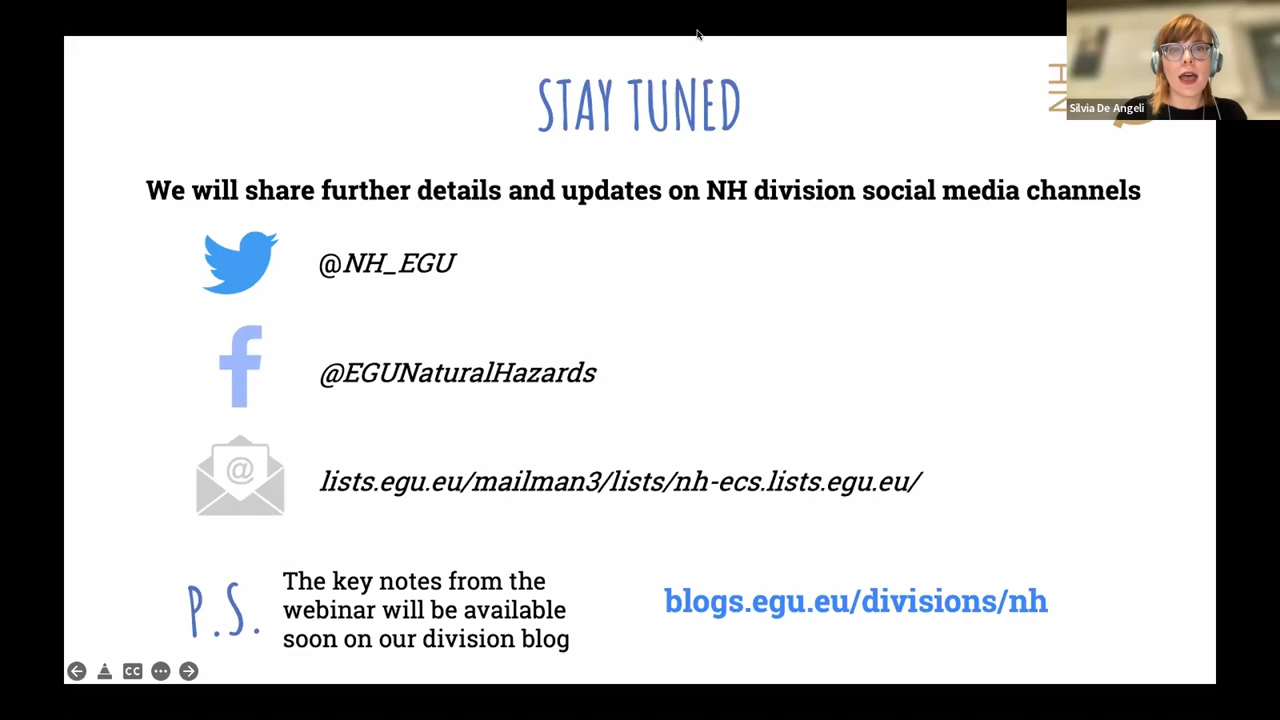 STAY TUNED
HN
Silvia De Angeli
We will share further details and updates on NH division social media channels
@NH_EGU
@EGUNaturalHazards
@
lists.egu.eu/mailman3/lists/nh-ecs.lists.egu.eu/
P.S.
The key notes from the
webinar will be available
soon on our division blog
blogs.egu.eu/divisions/nh
CC